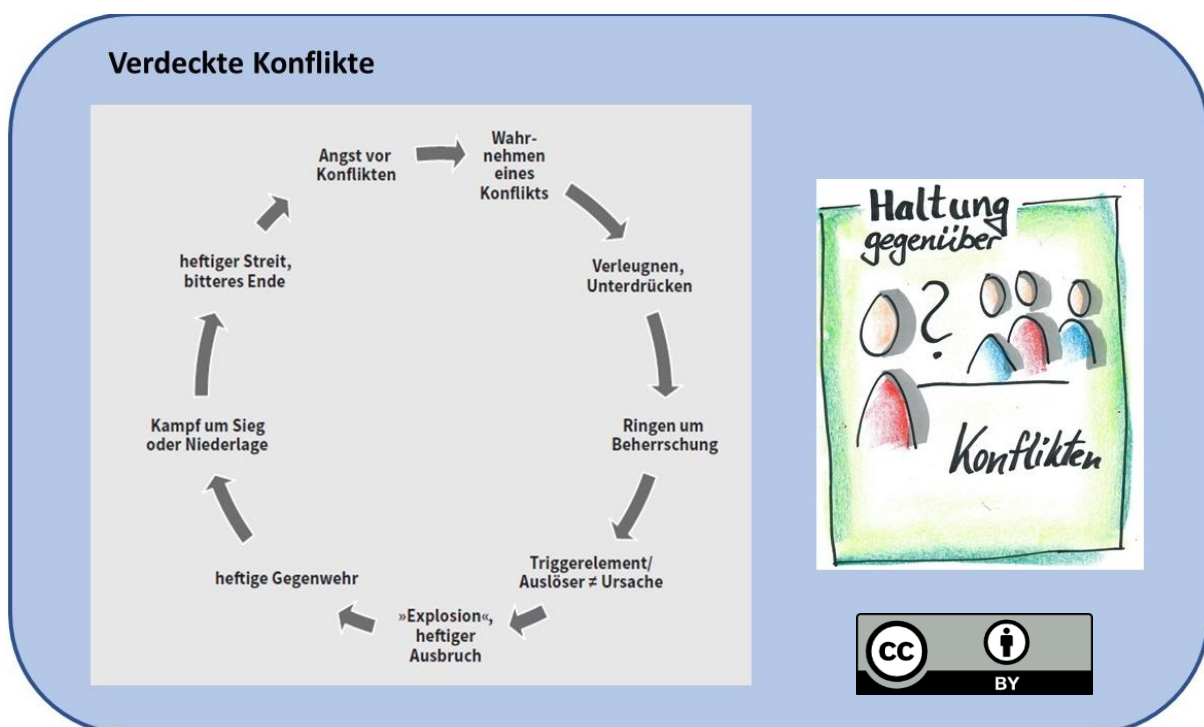 Verdeckte Konflikte
Angst vor
Konflikten
Wahr-
nehmen
eines
Konflikts
Verleugnen,
Unterdrücken
Ringen um
Beherrschung
Triggerelement/
Auslöser ≠ Ursache
»Explosion«,
heftiger
Ausbruch
heftige Gegenwehr
Kampf um Sieg
oder Niederlage
heftiger Streit,
bitteres Ende
Haltung
gegenüber
?
Konflikten
cc
BY